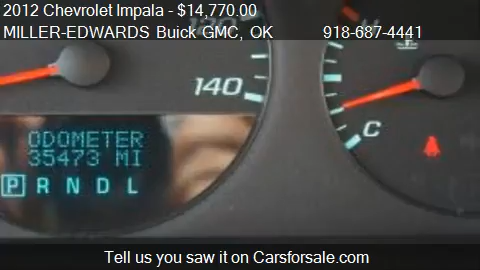 2012 Chevrolet Impala - $14,770.00
MILLER-EDWARDS Buick GMC, OK 918-687-4441
120
140
H
C
ODOMETER
35473 MI
P R N D L
Tell us you saw it on Carsforsale.com